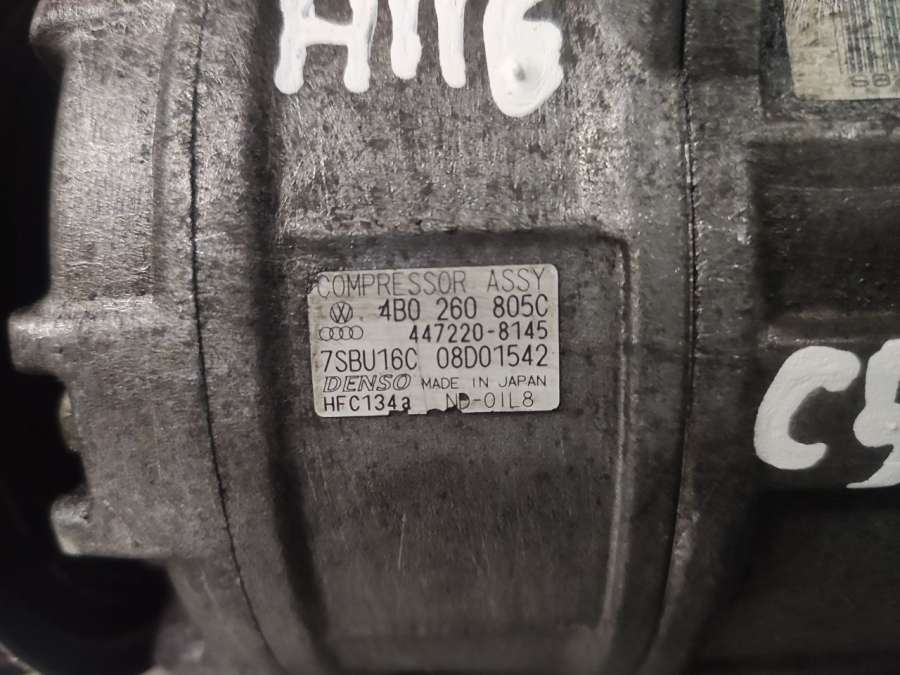 A116
COMPRESSOR ASSY
4B0 260 805C
447220-8145
7SBU16C 08D01542
DENSO MADE IN JAPAN
HFC134a ND-OIL8
C5